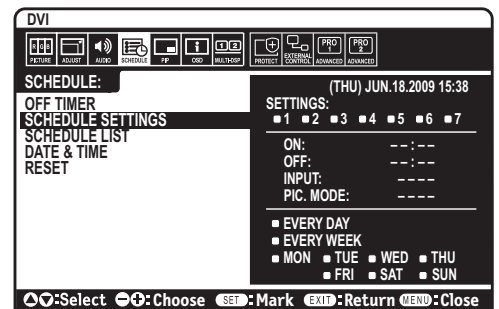 DVI
RGB
PICTURE ADJUST AUDIO SCHEDULE PIP OSD MULTI-DSP PROTECT EXTERNAL CONTROL PRO 1 ADVANCED PRO 2 ADVANCED
SCHEDULE:
OFF TIMER
SCHEDULE SETTINGS
SCHEDULE LIST
DATE & TIME
RESET
(THU) JUN.18.2009 15:38
SETTINGS:
1 2 3 4 5 6 7
ON: --:--
OFF: --:--
INPUT: ----
PIC. MODE: ----
EVERY DAY
EVERY WEEK
MON TUE WED THU
FRI SAT SUN
:Select :Choose SET:Mark EXIT:Return MENU:Close